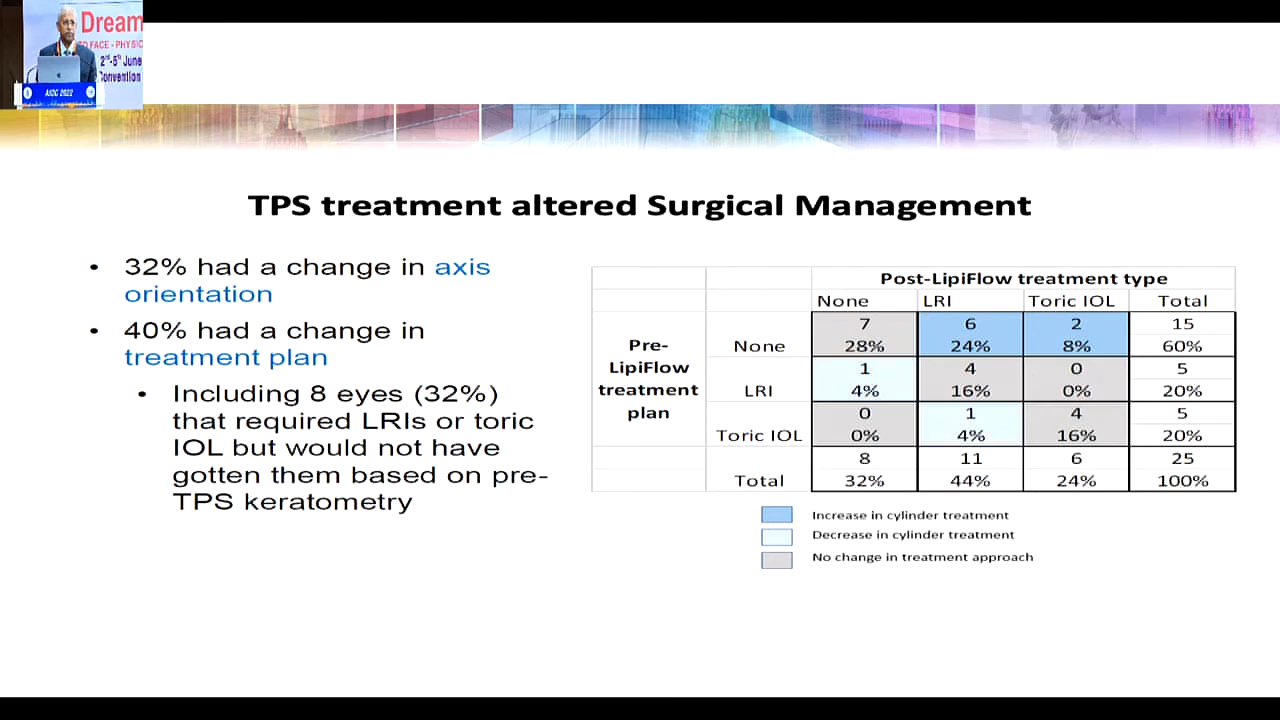 Dream
D FACE - PHYSIC
2nd-5th June
Convention
AIOC 2022
TPS treatment altered Surgical Management
• 32% had a change in axis
orientation
• 40% had a change in
treatment plan
• Including 8 eyes (32%)
that required LRIs or toric
IOL but would not have
gotten them based on pre-
TPS keratometry
Post-LipiFlow treatment type
None LRI Toric IOL Total
Pre-
LipiFlow
treatment
plan
None
7 6 2 15
28% 24% 8% 60%
LRI
1 4 0 5
4% 16% 0% 20%
Toric IOL
0 1 4 5
0% 4% 16% 20%
Total
8 11 6 25
32% 44% 24% 100%
Increase in cylinder treatment
Decrease in cylinder treatment
No change in treatment approach